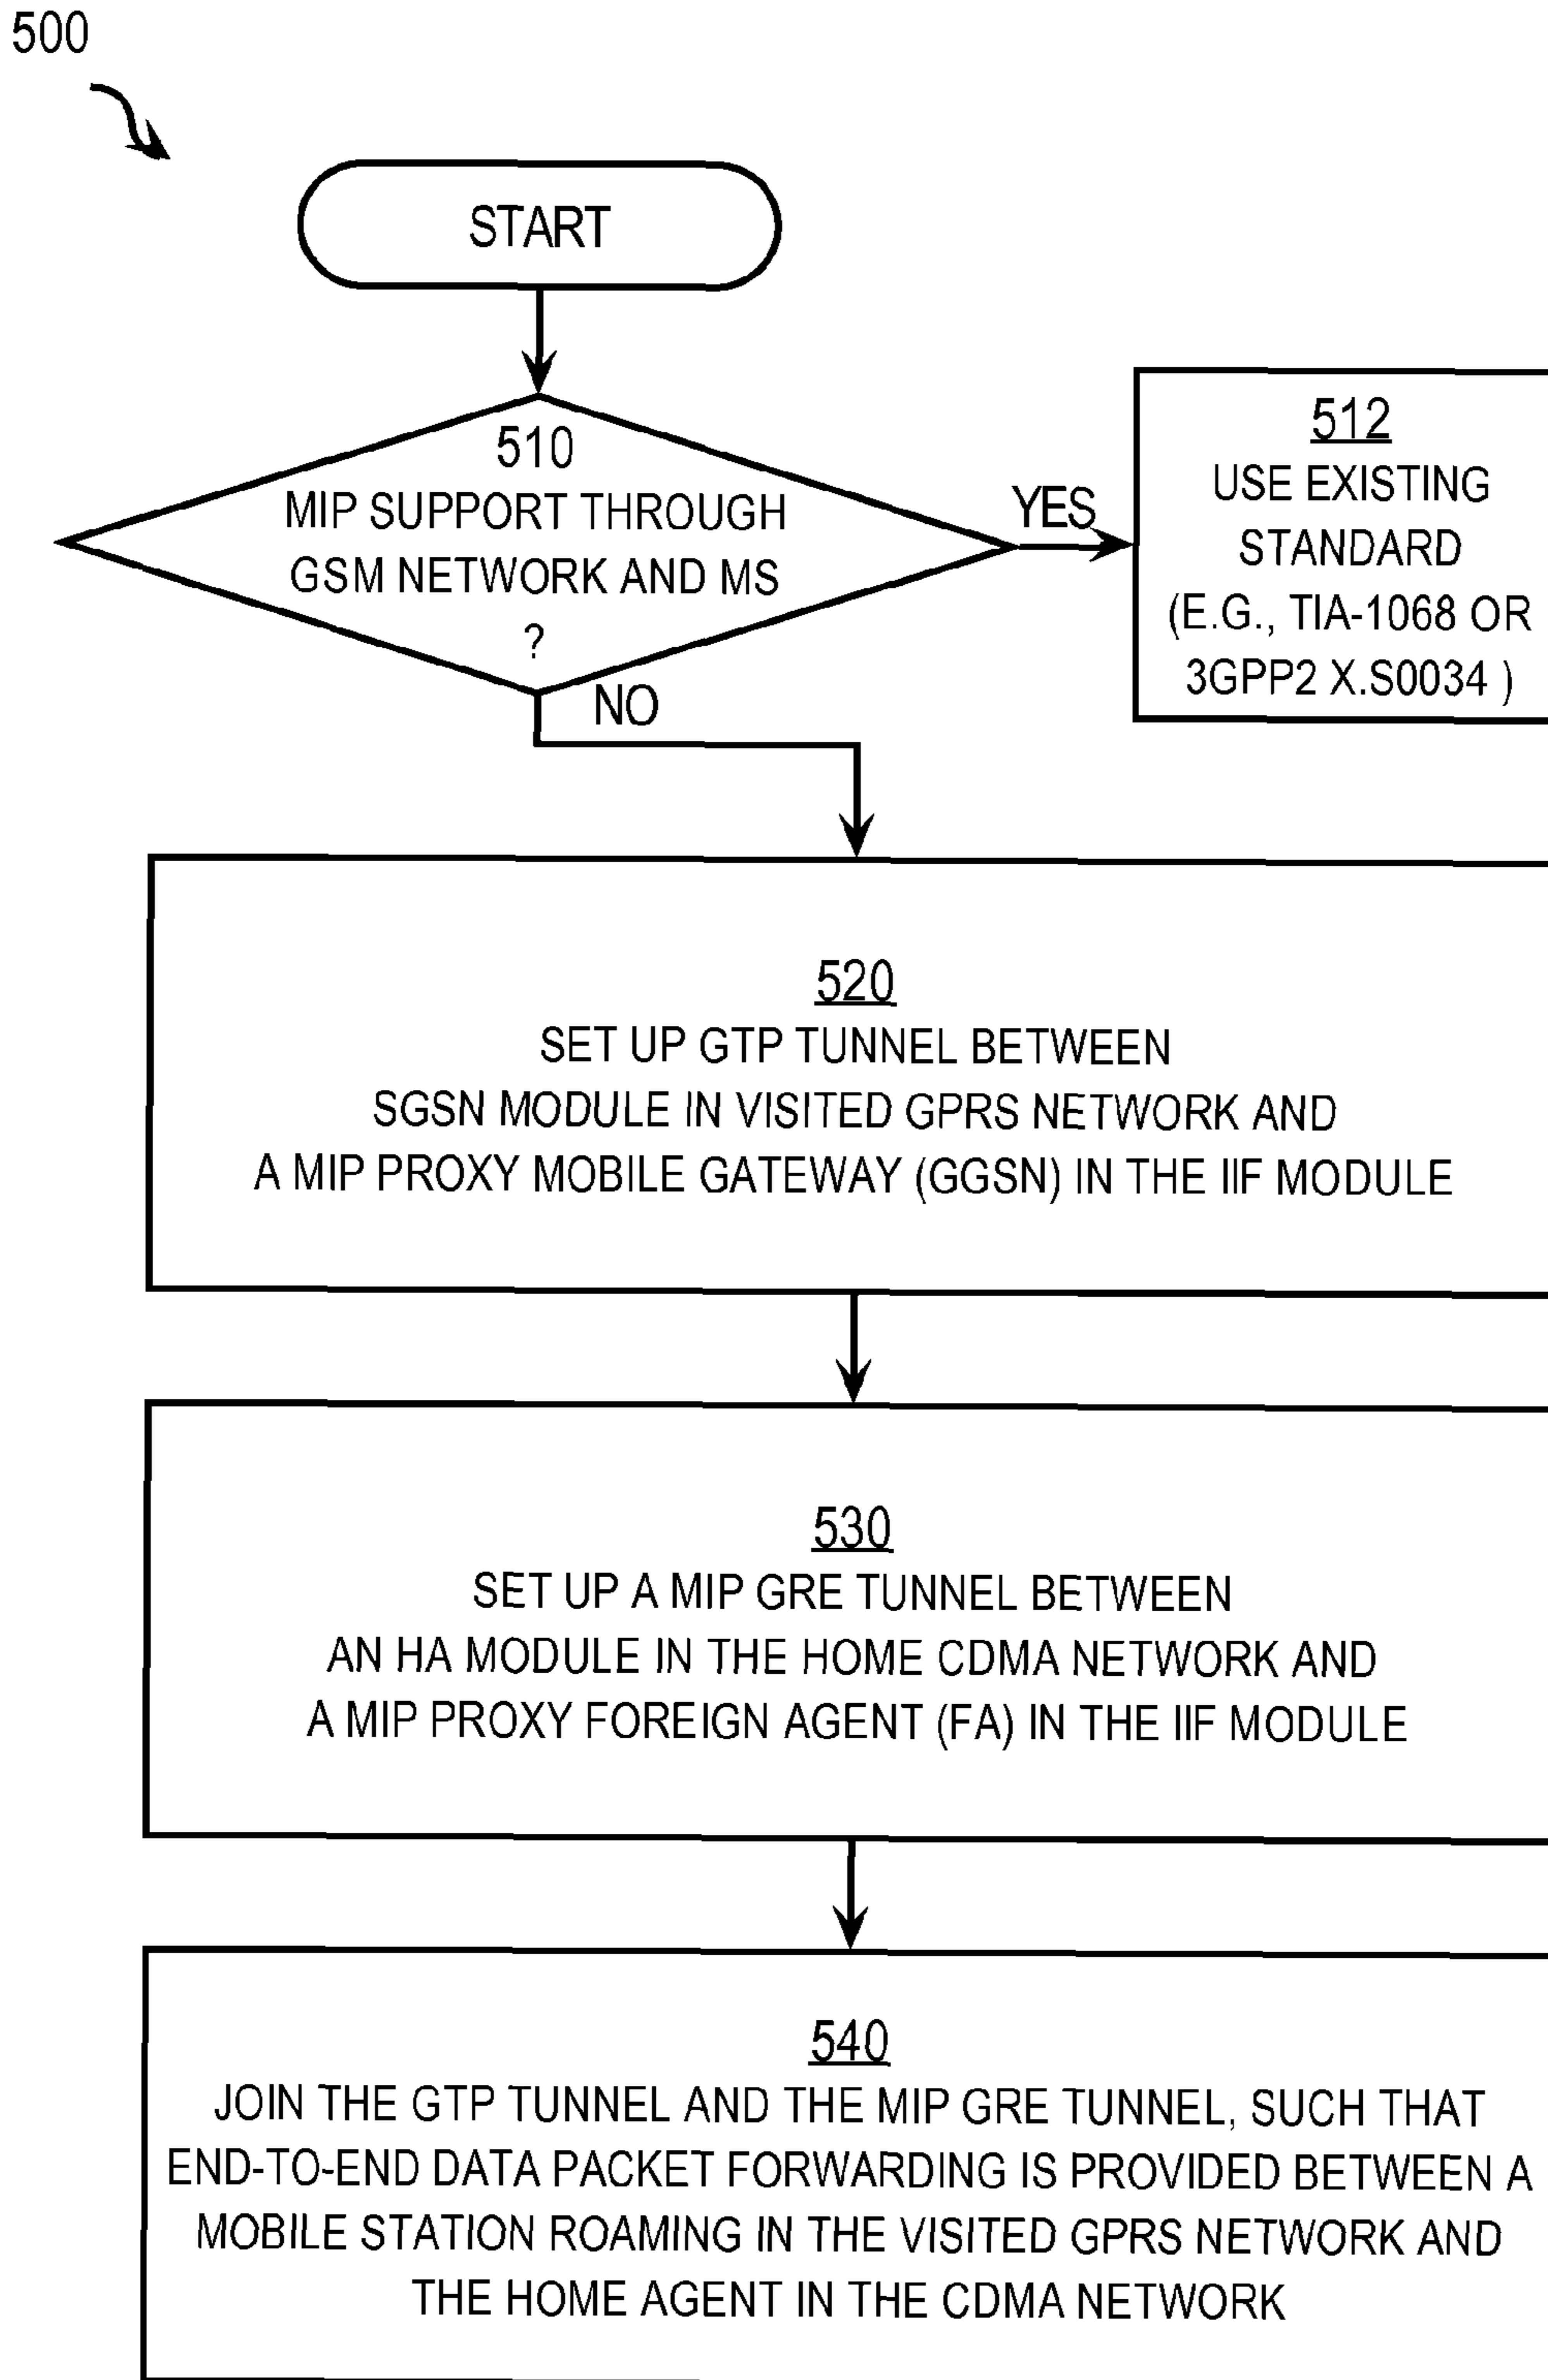 500
START
510
MIP SUPPORT THROUGH
GSM NETWORK AND MS
?
YES
512
USE EXISTING
STANDARD
(E.G., TIA-1068 OR
3GPP2 X.S0034 )
NO
520
SET UP GTP TUNNEL BETWEEN
SGSN MODULE IN VISITED GPRS NETWORK AND
A MIP PROXY MOBILE GATEWAY (GGSN) IN THE IIF MODULE
530
SET UP A MIP GRE TUNNEL BETWEEN
AN HA MODULE IN THE HOME CDMA NETWORK AND
A MIP PROXY FOREIGN AGENT (FA) IN THE IIF MODULE
540
JOIN THE GTP TUNNEL AND THE MIP GRE TUNNEL, SUCH THAT
END-TO-END DATA PACKET FORWARDING IS PROVIDED BETWEEN A
MOBILE STATION ROAMING IN THE VISITED GPRS NETWORK AND
THE HOME AGENT IN THE CDMA NETWORK